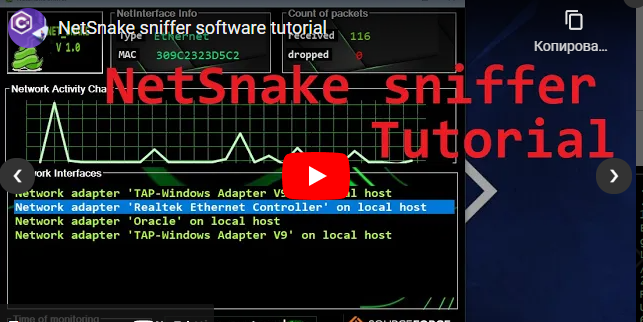 NetSnake sniffer software tutorial
V 1.0
NetInterface Info
Type Ethernet
MAC 309C2323D5C2
Count of packets
received 116
dropped 0
Копирова...
NetSnake sniffer
Tutorial
Network Activity Cha
work Interfaces
Network adapter 'TAP-Windows Adapter V9' local host
Network adapter 'Realtek Ethernet Controller' on local host
Network adapter 'Oracle' on local host
Network adapter 'TAP-Windows Adapter V9' on local host
Time of monitoring
SOURCEFORGE